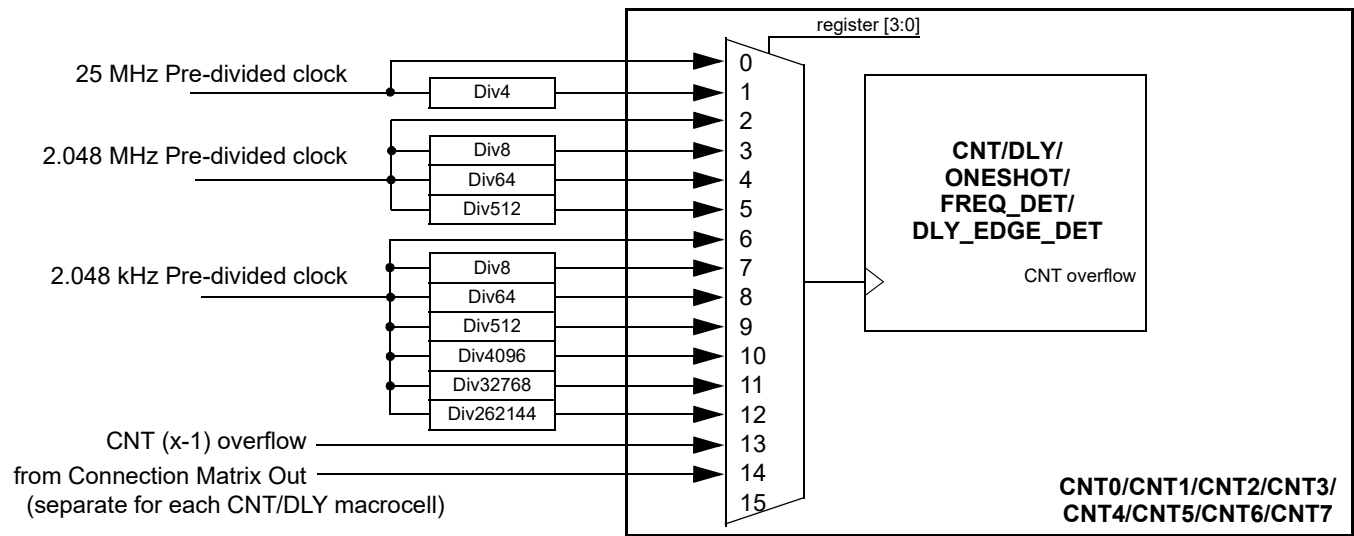 register [3:0]
25 MHz Pre-divided clock
Div4
2.048 MHz Pre-divided clock
Div8
Div64
Div512
2.048 kHz Pre-divided clock
Div8
Div64
Div512
Div4096
Div32768
Div262144
CNT (x-1) overflow
from Connection Matrix Out
(separate for each CNT/DLY macrocell)
0
1
2
3
4
5
6
7
8
9
10
11
12
13
14
15
CNT/DLY/
ONESHOT/
FREQ_DET/
DLY_EDGE_DET
CNT overflow
CNT0/CNT1/CNT2/CNT3/
CNT4/CNT5/CNT6/CNT7